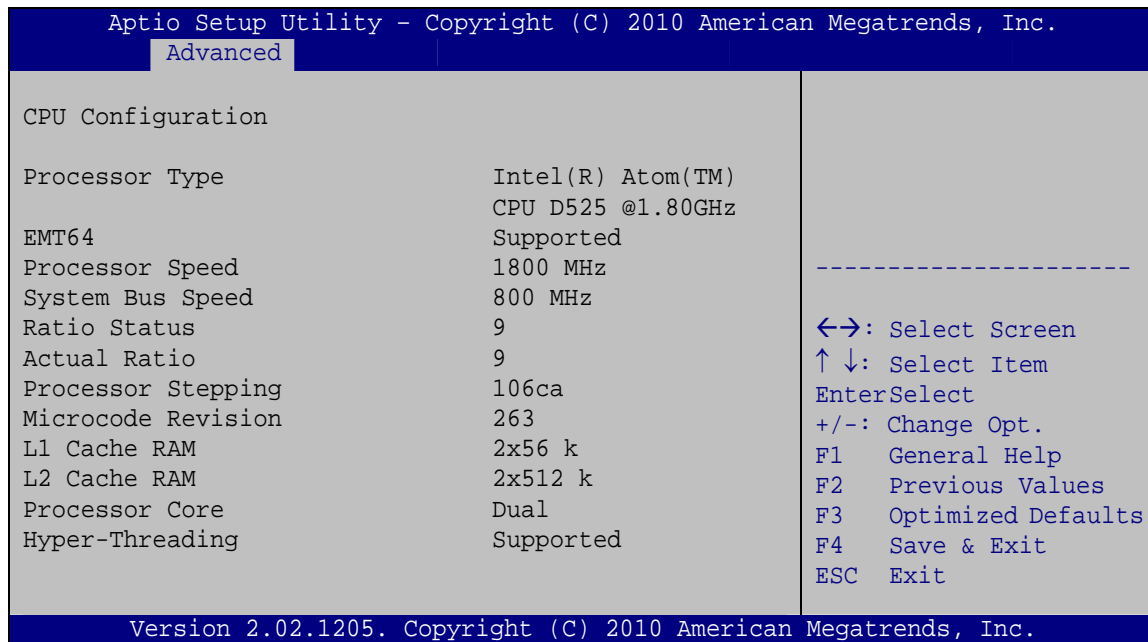 Aptio Setup Utility – Copyright (C) 2010 American Megatrends, Inc.
Advanced
CPU Configuration
Processor Type Intel(R) Atom(TM)
CPU D525 @1.80GHz
EMT64 Supported
Processor Speed 1800 MHz
System Bus Speed 800 MHz
Ratio Status 9
Actual Ratio 9
Processor Stepping 106ca
Microcode Revision 263
L1 Cache RAM 2x56 k
L2 Cache RAM 2x512 k
Processor Core Dual
Hyper-Threading Supported
----------------------
←→: Select Screen
↑ ↓: Select Item
EnterSelect
+/-: Change Opt.
F1 General Help
F2 Previous Values
F3 Optimized Defaults
F4 Save & Exit
ESC Exit
Version 2.02.1205. Copyright (C) 2010 American Megatrends, Inc.